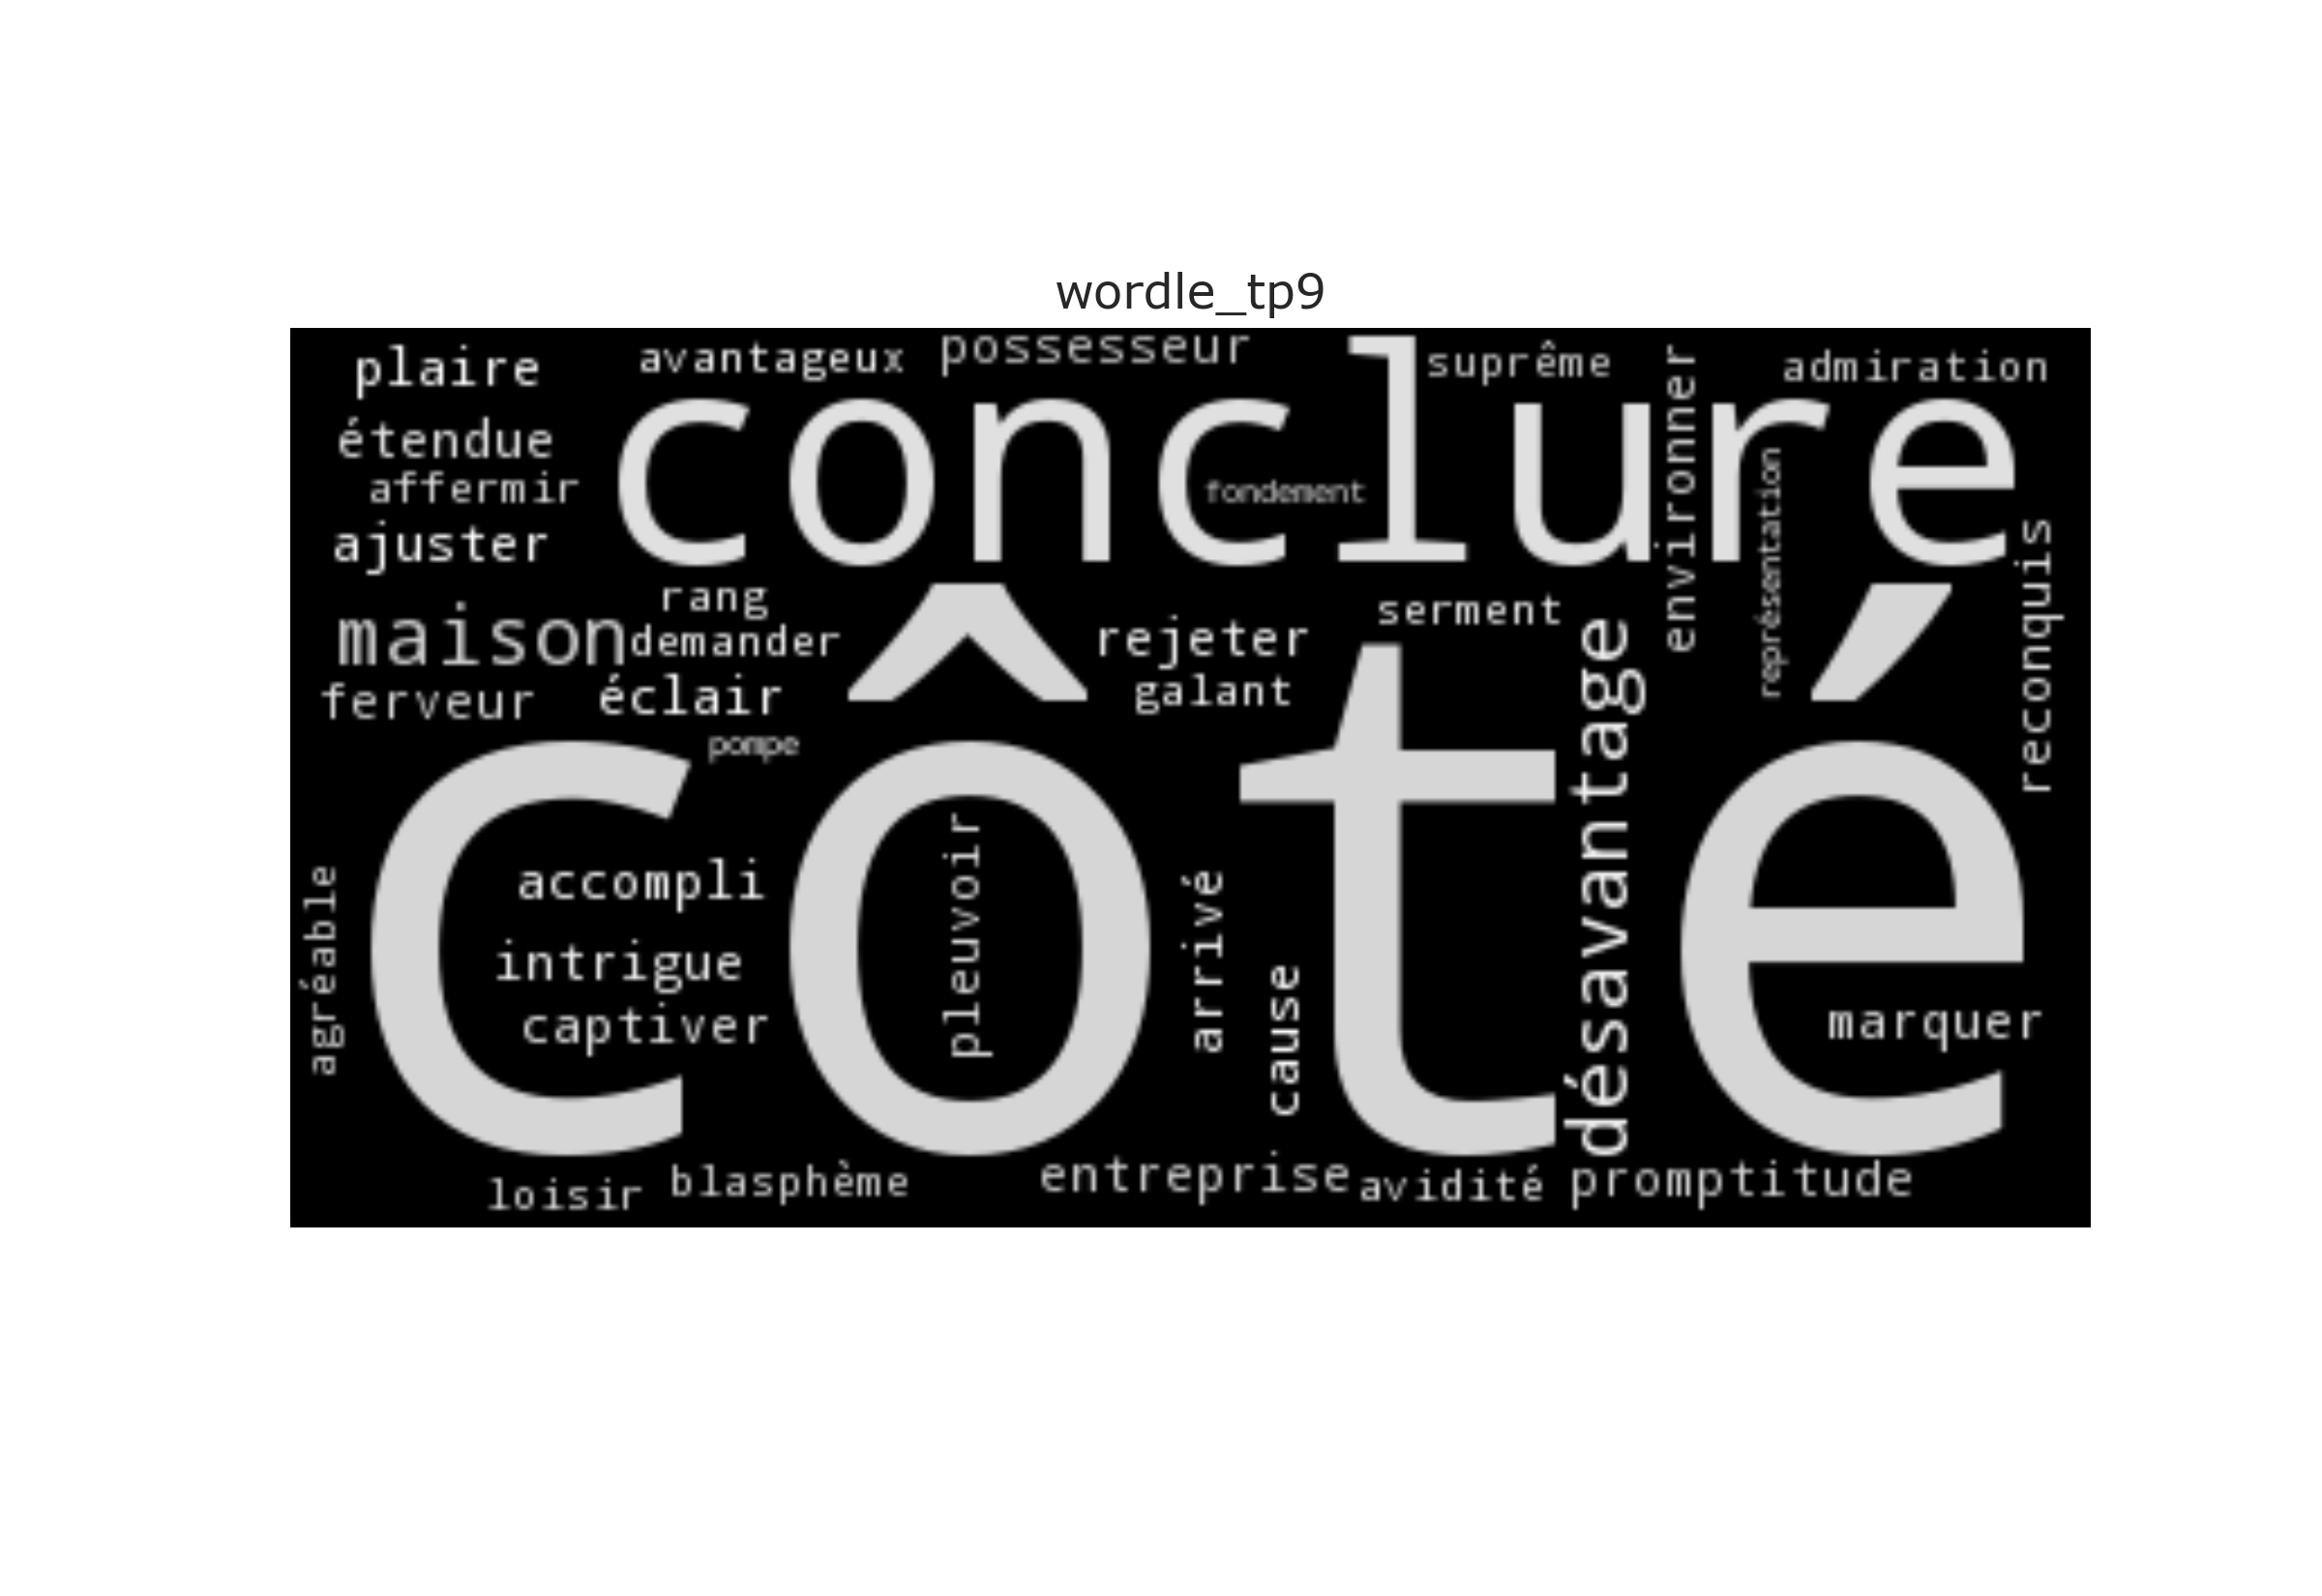 wordle_tp9
plaire
avantageux
possesseur
suprême
environner
admiration
étendue
conclure
affermir
fondement
représentation
ajuster
reconquis
rang
serment
maison
demander
rejeter
ferveur
éclair
galant
désavantage
pompe
côté
agréable
accompli
pleuvoir
arrivé
intrigue
cause
captiver
marquer
loisir
blasphème
entreprise
avidité
promptitude